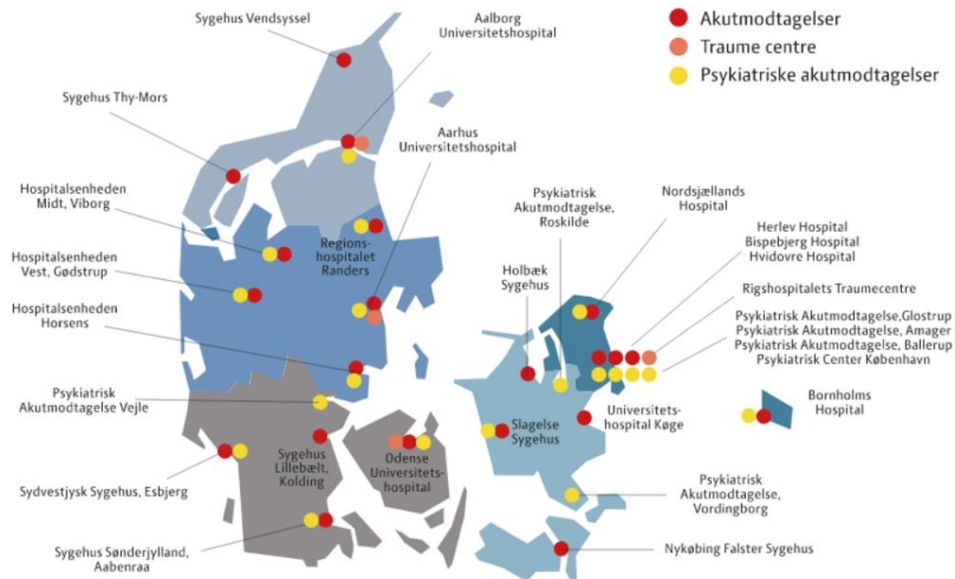 Sygehus Vendsyssel
Aalborg
Universitetshospital
Akutmodtagelser
Traume centre
Psykiatriske akutmodtagelser
Sygehus Thy-Mors
Aarhus
Universitetshospital
Hospitalsenheden
Midt, Viborg
Psykiatrisk
Akutmodtagelse,
Roskilde
Nordsjællands
Hospital
Herlev Hospital
Bispebjerg Hospital
Hvidovre Hospital
Regions-
hospitalet
Randers
Hospitalsenheden
Vest, Gødstrup
Holbæk
Sygehus
Rigshospitalets Traumecentre
Hospitalsenheden
Horsens
Psykiatrisk Akutmodtagelse,Glostrup
Psykiatrisk Akutmodtagelse, Amager
Psykiatrisk Akutmodtagelse, Ballerup
Psykiatrisk Center København
Psykiatrisk
Akutmodtagelse Vejle
Bornholms
Hospital
Universitets-
hospital Køge
Slagelse
Sygehus
Sygehus
Lillebælt,
Kolding
Odense
Universitets-
hospital
Sydvestjysk Sygehus, Esbjerg
Psykiatrisk
Akutmodtagelse,
Vordingborg
Sygehus Sønderjylland,
Aabenraa
Nykøbing Falster Sygehus